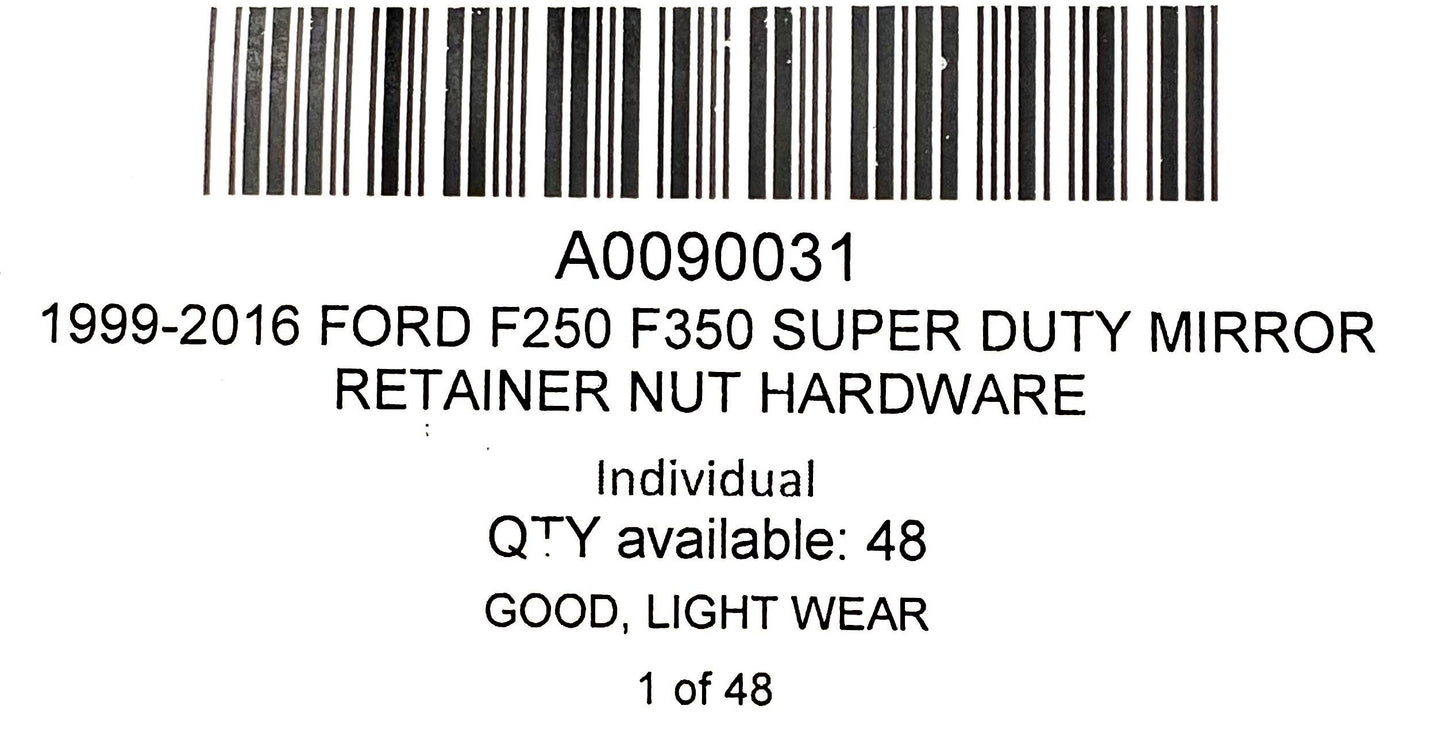 A0090031
1999-2016 FORD F250 F350 SUPER DUTY MIRROR
RETAINER NUT HARDWARE
Individual
QTY available: 48
GOOD, LIGHT WEAR
1 of 48